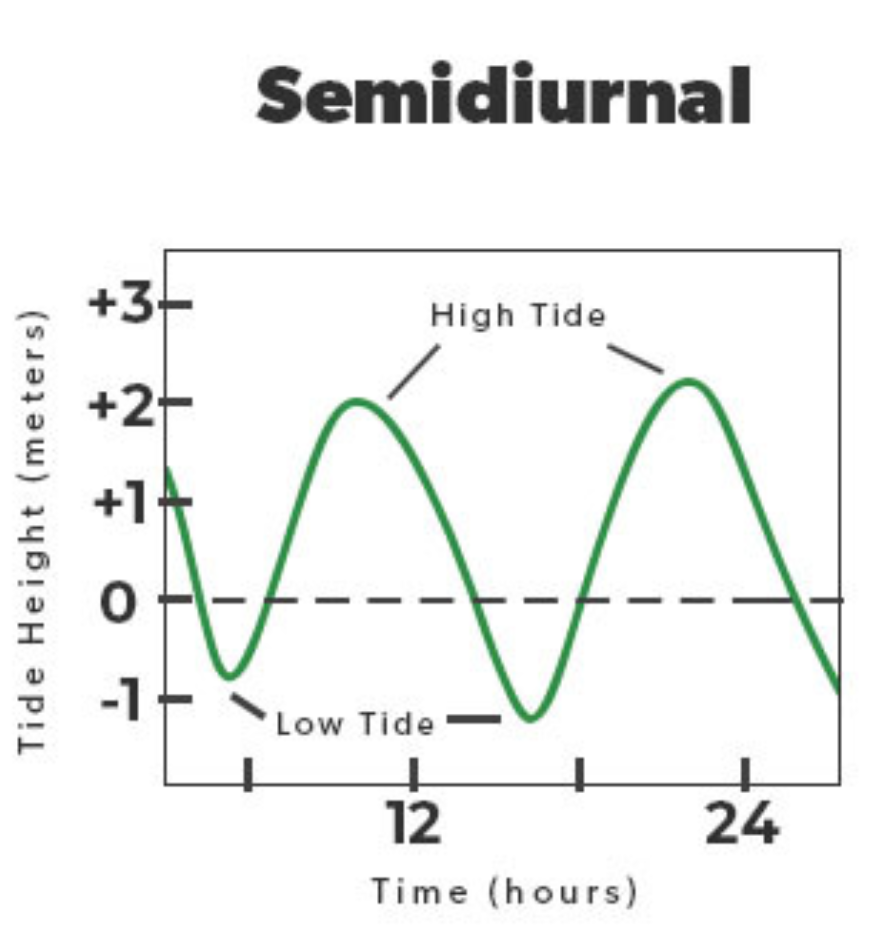 Semidiurnal
Tide Height (meters)
+3
+2
+1
0
-1
High Tide
Low Tide
12
24
Time (hours)